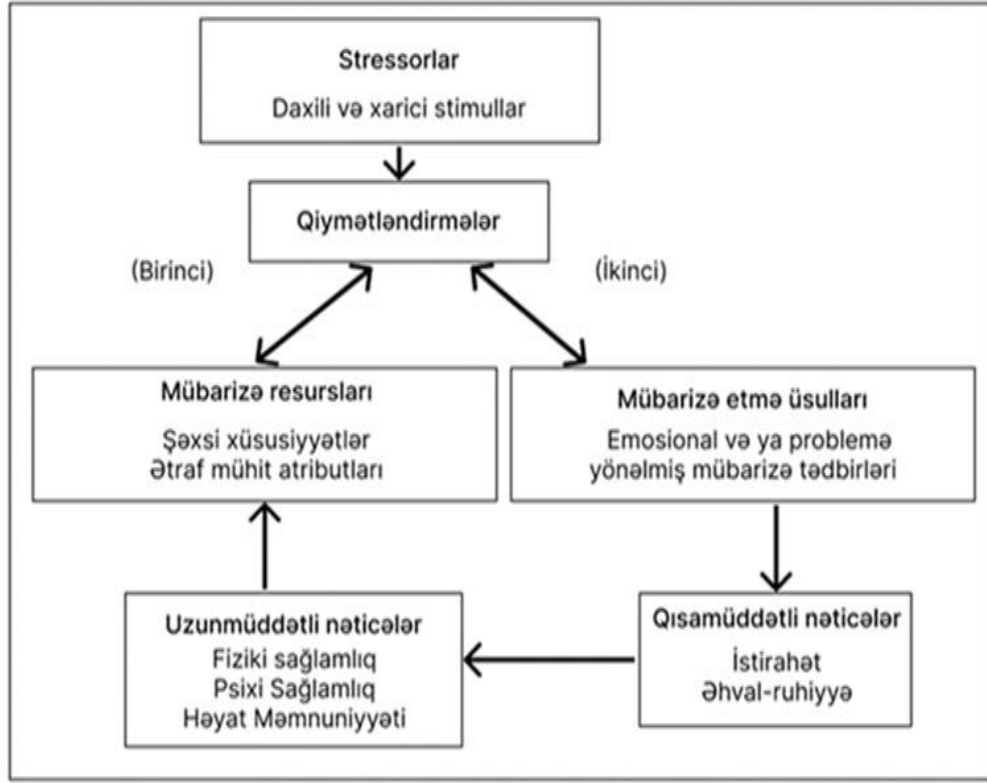 Stressorlar
Daxili və xarici stimullar
Qiymətləndirmələr
(Birinci)
(İkinci)
Mübarizə resursları
Şəxsi xüsusiyyətlər
Ətraf mühit atributları
Mübarizə etmə üsulları
Emosional və ya problemə
yönəlmiş mübarizə tədbirləri
Uzunmüddətli nəticələr
Fiziki sağlamlıq
Psixi Sağlamlıq
Həyat Məmnuniyyəti
Qısamüddətli nəticələr
İstirahət
Əhval-ruhiyyə